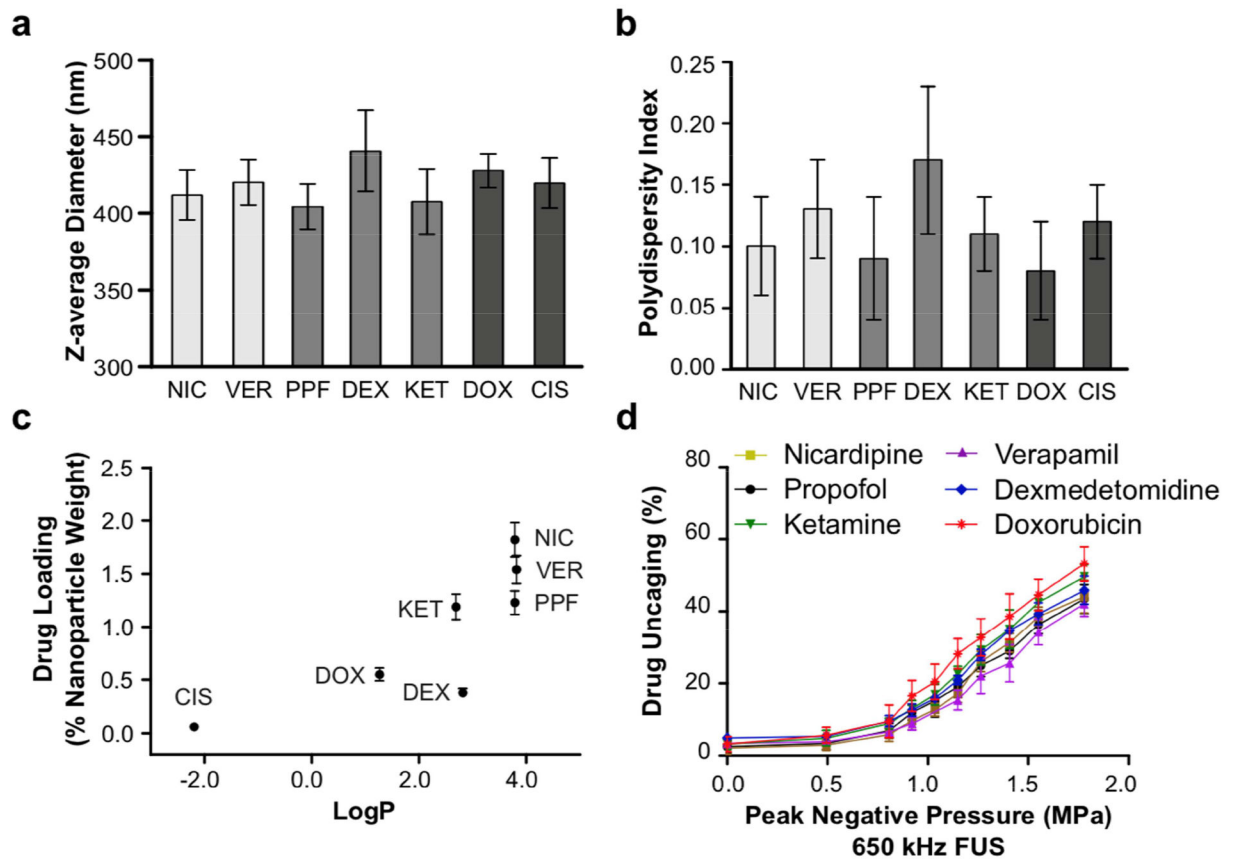 a
500
450
400
350
300
Z-average Diameter (nm)
NIC VER PPF DEX KET DOX CIS
b
0.25
0.20
0.15
0.10
0.05
0.00
Polydispersity Index
NIC VER PPF DEX KET DOX CIS
c
2.5
2.0
1.5
1.0
0.5
0.0
Drug Loading
(% Nanoparticle Weight)
NIC
VER
PPF
KET
DOX
DEX
CIS
-2.0 0.0 2.0 4.0
LogP
d
80
60
40
20
0
Drug Uncaging (%)
Nicardipine
Propofol
Ketamine
Verapamil
Dexmedetomidine
Doxorubicin
0.0 0.5 1.0 1.5 2.0
Peak Negative Pressure (MPa)
650 kHz FUS